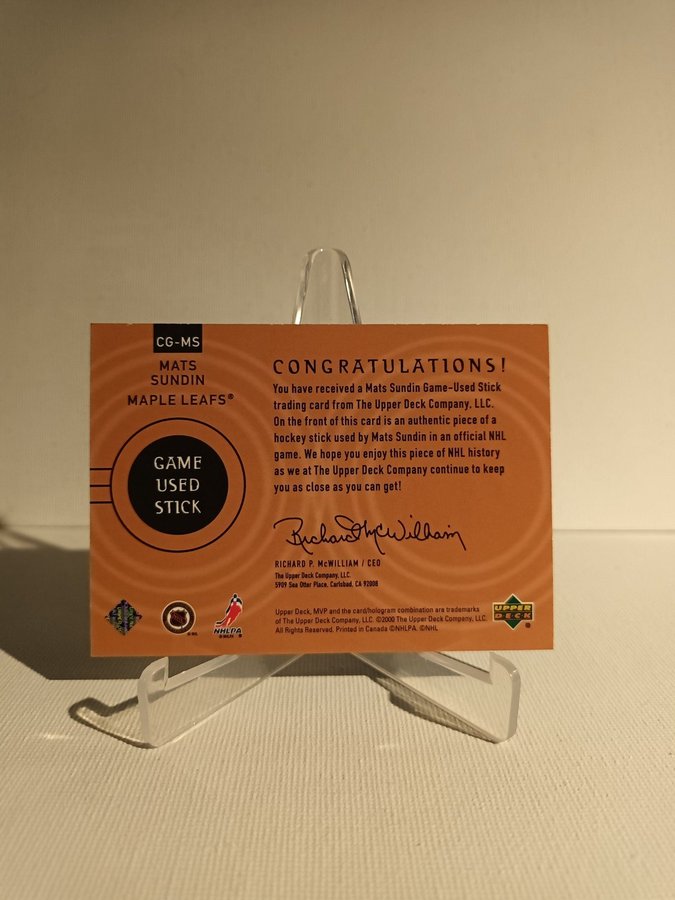 CG-MS
MATS
SUNDIN
MAPLE LEAFS®
GAME
USED
STICK
CONGRATULATIONS!
You have received a Mats Sundin Game-Used Stick
trading card from The Upper Deck Company, LLC.
On the front of this card is an authentic piece of a
hockey stick used by Mats Sundin in an official NHL
game. We hope you enjoy this piece of NHL history
as we at The Upper Deck Company continue to keep
you as close as you can get!
Richard McWilliam
RICHARD P. McWILLIAM / CEO
The Upper Deck Company, LLC
5909 Sea Otter Place, Carlsbad, CA 92008
NHLPA
Upper Deck, MVP and the card/hologram combination are trademarks
of The Upper Deck Company, LLC. ©2000 The Upper Deck Company, LLC.
All Rights Reserved. Printed in Canada ©NHLPA. ©NHL
UPPER
DECK